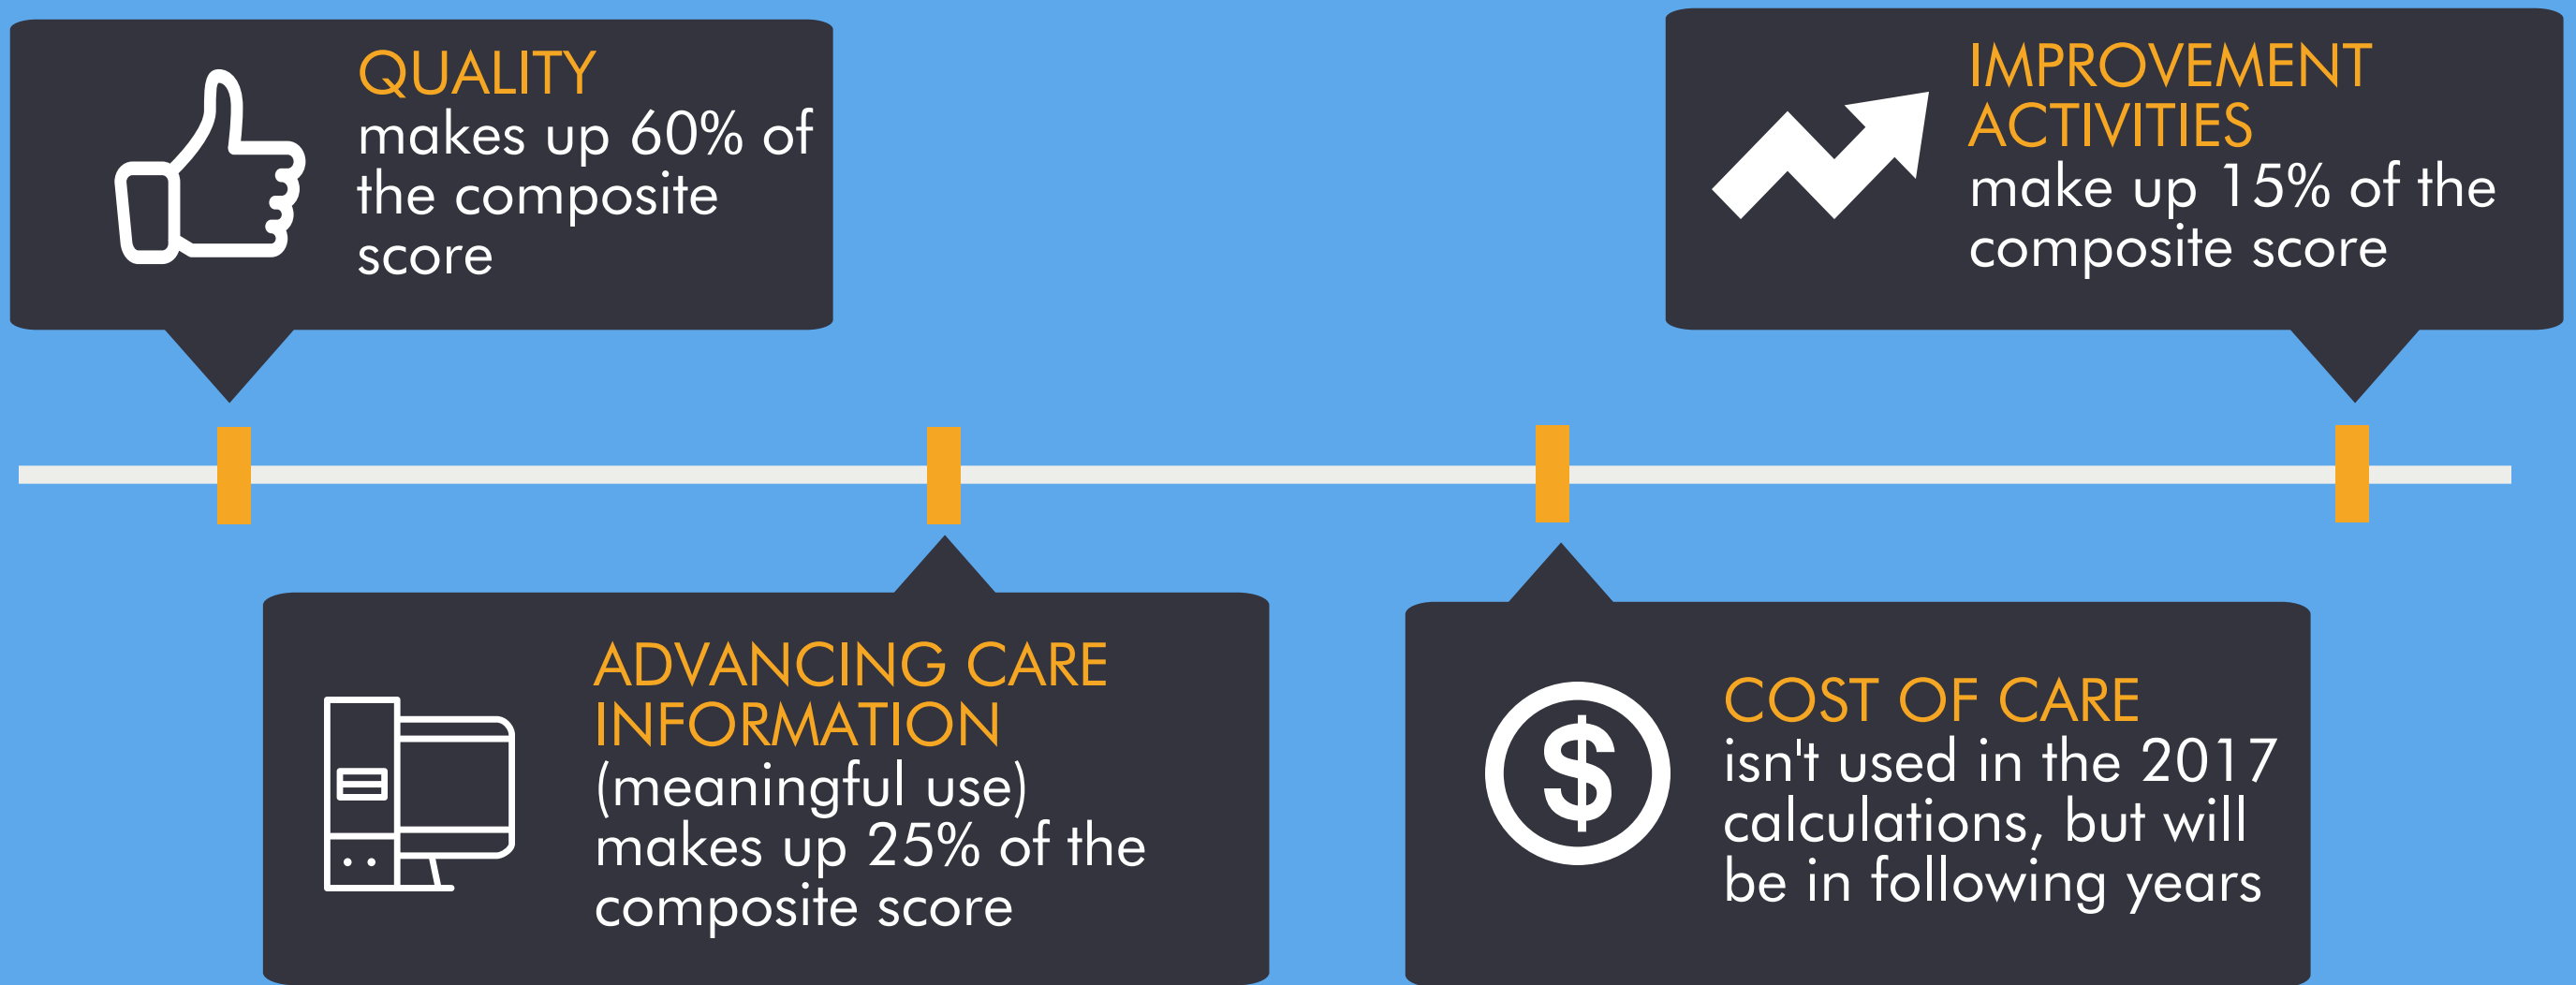 QUALITY
makes up 60% of
the composite
score
ADVANCING CARE
INFORMATION
(meaningful use)
makes up 25% of the
composite score
$
COST OF CARE
isn't used in the 2017
calculations, but will
be in following years
IMPROVEMENT
ACTIVITIES
make up 15% of the
composite score